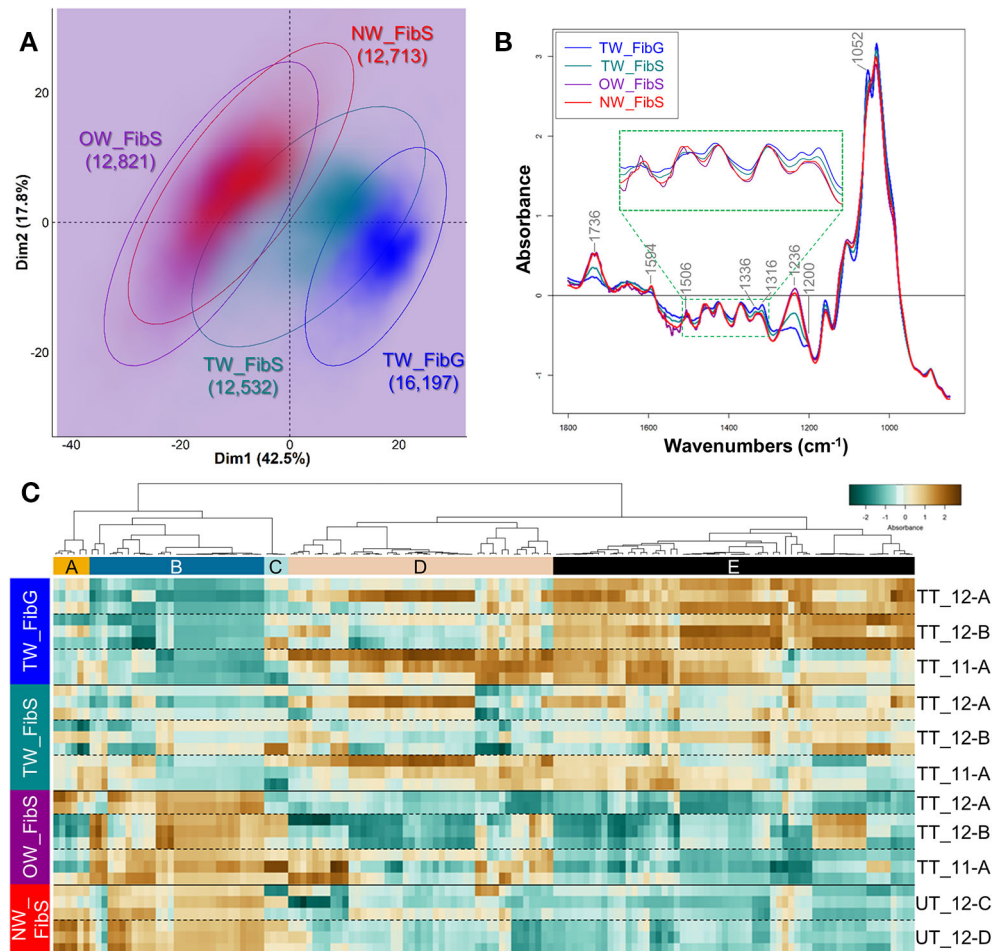 A
NW_FibS
(12,713)
OW_FibS
(12,821)
TW_FibS
(12,532)
TW_FibG
(16,197)
20
0
-20
Dim2 (17.8%)
-40
-20
0
20
Dim1 (42.5%)
B
TW_FibG
TW_FibS
OW_FibS
NW_FibS
1052
1736
1594
1506
1336
1316
1236
1200
3
2
1
0
-1
Absorbance
1800
1600
1400
1200
1000
Wavenumbers (cm-1)
C
-2
-1
0
1
2
Absorbance
A
B
C
D
E
TW_FibG
TT_12-A
TT_12-B
TT_11-A
TW_FibS
TT_12-A
TT_12-B
TT_11-A
OW_FibS
TT_12-A
TT_12-B
TT_11-A
NW_
FibS
UT_12-C
UT_12-D